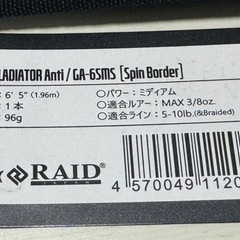 LADIATOR Anti / GA-65MS [Spin Border]
: 6' 5" (1.96m)
: 1本
: 96g
○パワー：ミディアム
○適合ルアー：MAX 3/8oz.
○適合ライン：5-10lb.(&Braided)
RAID
JAPAN
4 570049 1120